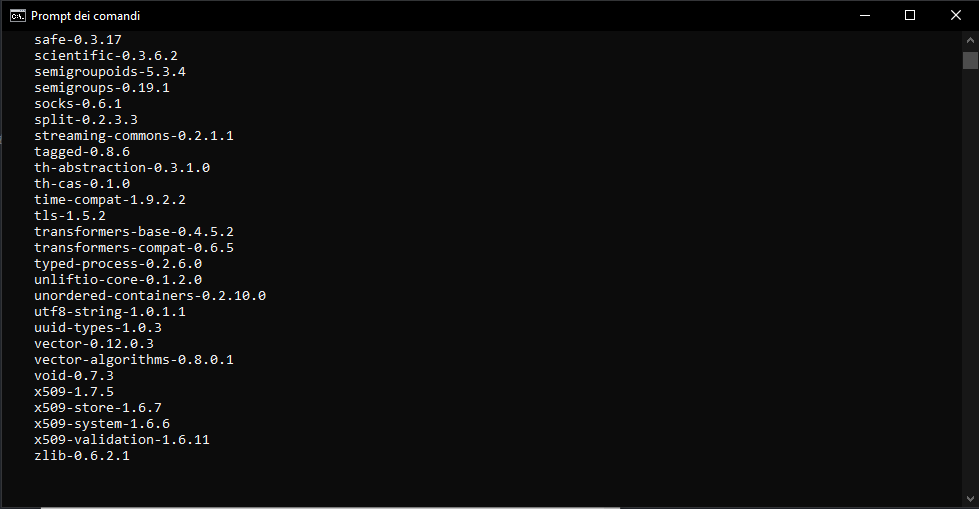 Prompt dei comandi
safe-0.3.17
scientific-0.3.6.2
semigroupoids-5.3.4
semigroups-0.19.1
socks-0.6.1
split-0.2.3.3
streaming-commons-0.2.1.1
tagged-0.8.6
th-abstraction-0.3.1.0
th-cas-0.1.0
time-compat-1.9.2.2
tls-1.5.2
transformers-base-0.4.5.2
transformers-compat-0.6.5
typed-process-0.2.6.0
unliftio-core-0.1.2.0
unordered-containers-0.2.10.0
utf8-string-1.0.1.1
uuid-types-1.0.3
vector-0.12.0.3
vector-algorithms-0.8.0.1
void-0.7.3
x509-1.7.5
x509-store-1.6.7
x509-system-1.6.6
x509-validation-1.6.11
zlib-0.6.2.1